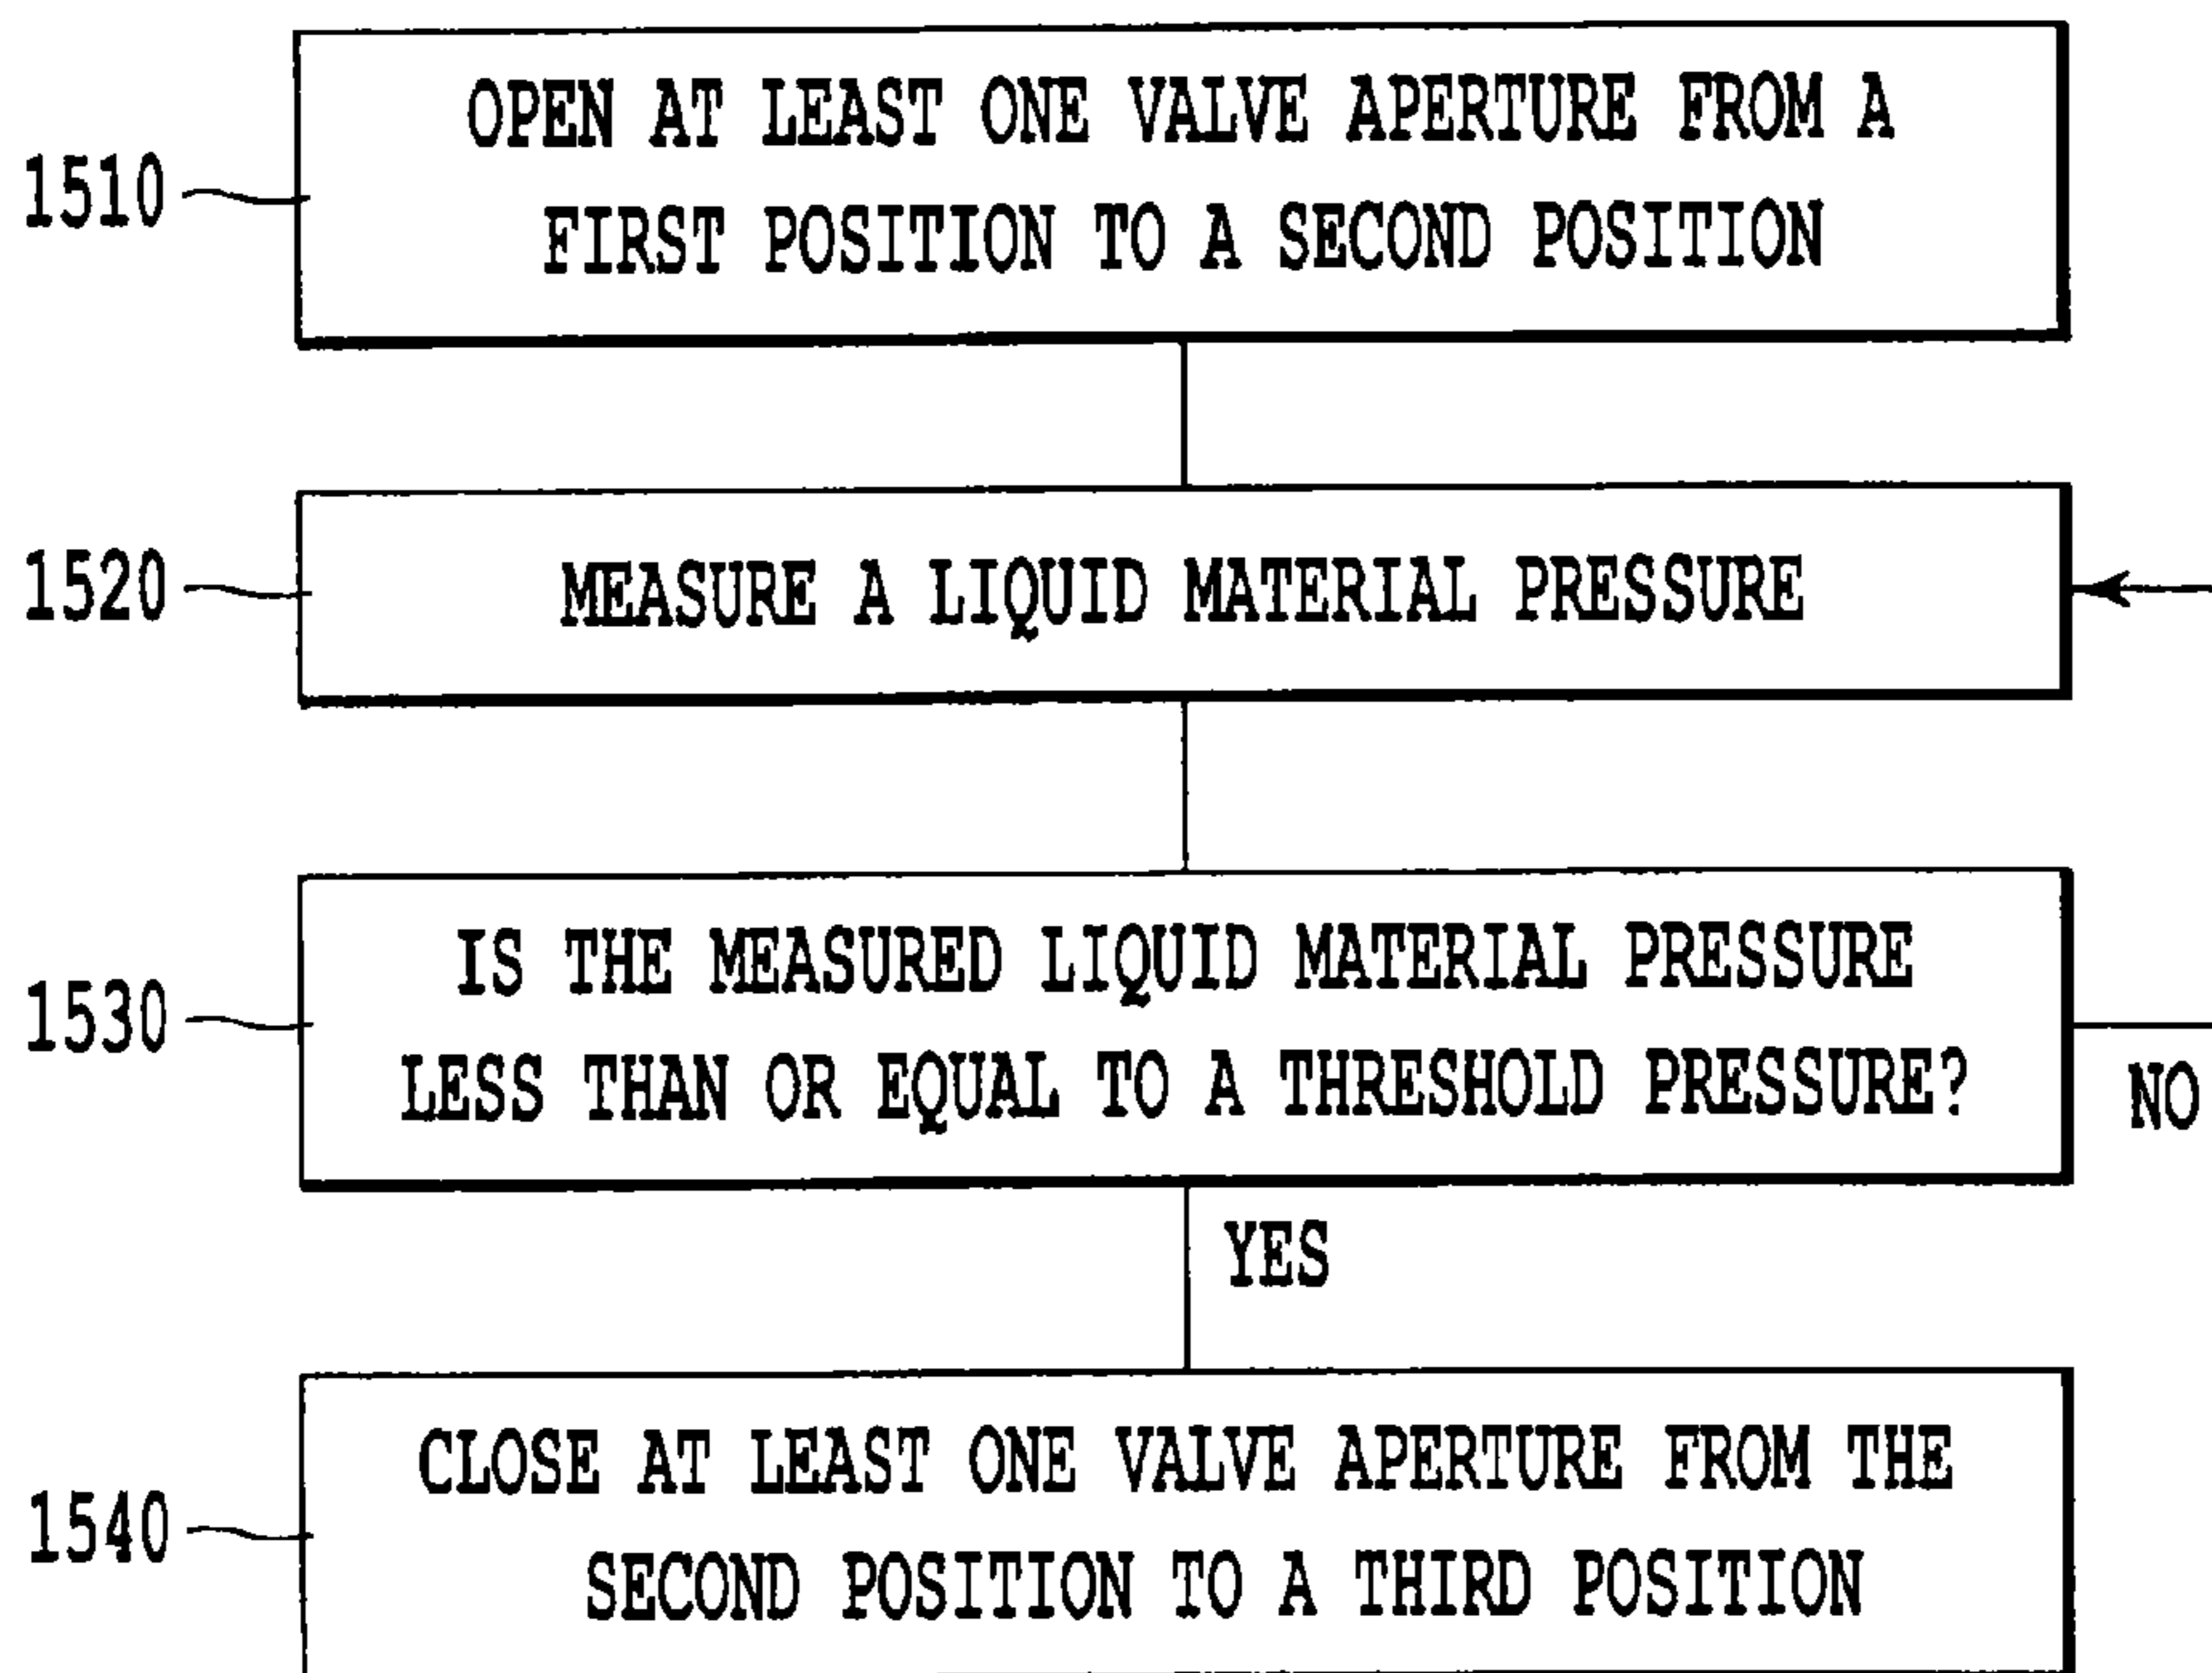 OPEN AT LEAST ONE VALVE APERTURE FROM A
1510
FIRST POSITION TO A SECOND POSITION
1520
MEASURE A LIQUID MATERIAL PRESSURE
IS THE MEASURED LIQUID MATERIAL PRESSURE
1530
LESS THAN OR EQUAL TO A THRESHOLD PRESSURE?
NO
YES
CLOSE AT LEAST ONE VALVE APERTURE FROM THE
1540
SECOND POSITION TO A THIRD POSITION